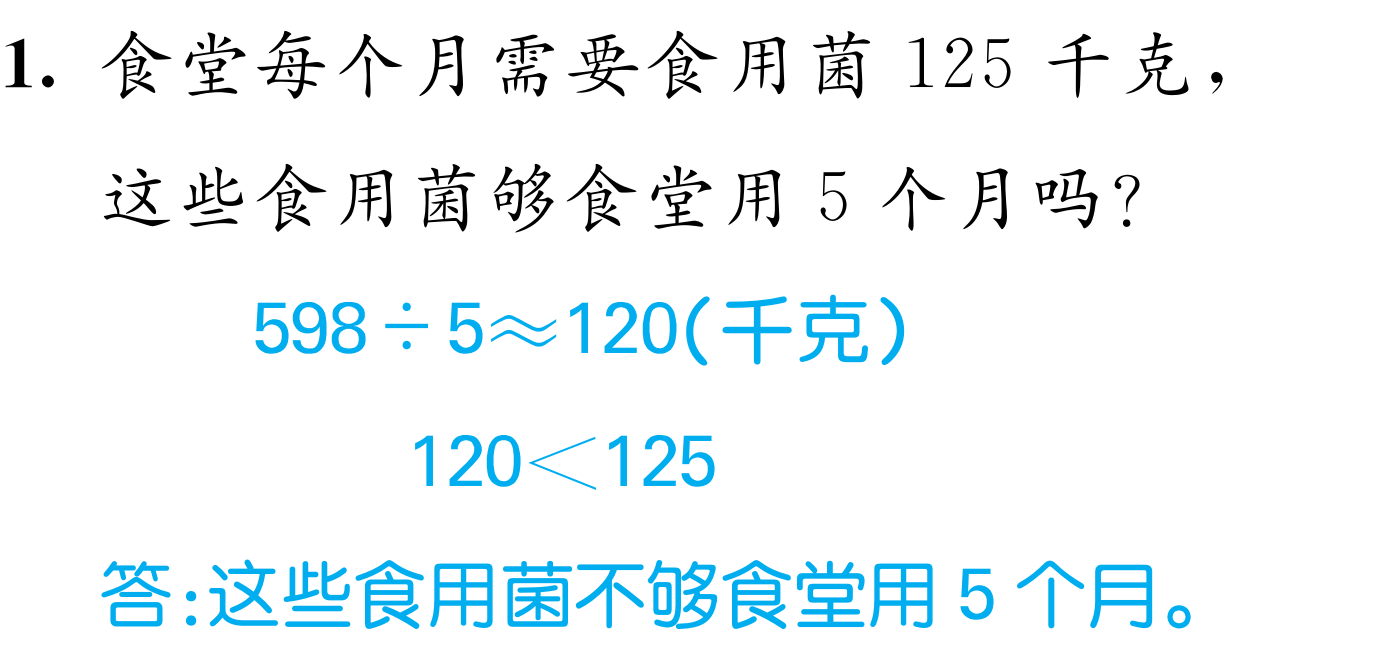 1. 食堂每个月需要食用菌 125 千克，
这些食用菌够食堂用 5 个月吗？
598÷5≈120(千克)
120<125
答:这些食用菌不够食堂用 5 个月。